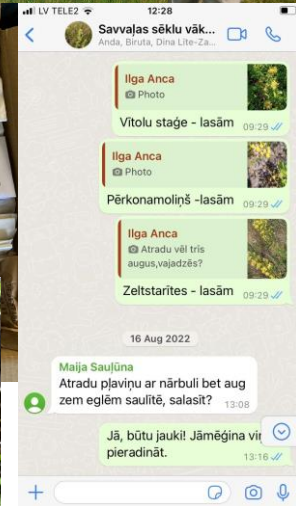 LV TELE2 12:28
Savvaļas sēklu vāk...
Anda, Biruta, Dina Lite-Za...
Ilga Anca
Photo
Vītolu staģe - lasām 09:29
Ilga Anca
Photo
Pērkonamoliņš -lasām 09:29
Ilga Anca
Atradu vēl trīs
augus,vajadzēs?
Zeltstarītes - lasām 09:29
16 Aug 2022
Maija Sauļūna
Atradu pļaviņu ar nārbuli bet aug
zem eglēm saulītē, salasīt? 13:08
Jā, būtu jauki! Jāmēģina
pieradināt. 13:16